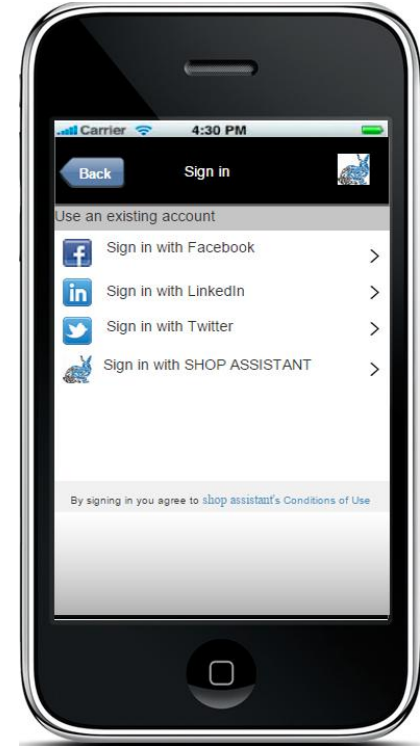 Carrier 4:30 PM
Back Sign in
Use an existing account
f Sign in with Facebook
in Sign in with LinkedIn
Sign in with Twitter
Sign in with SHOP ASSISTANT
By signing in you agree to shop assistant's Conditions of Use